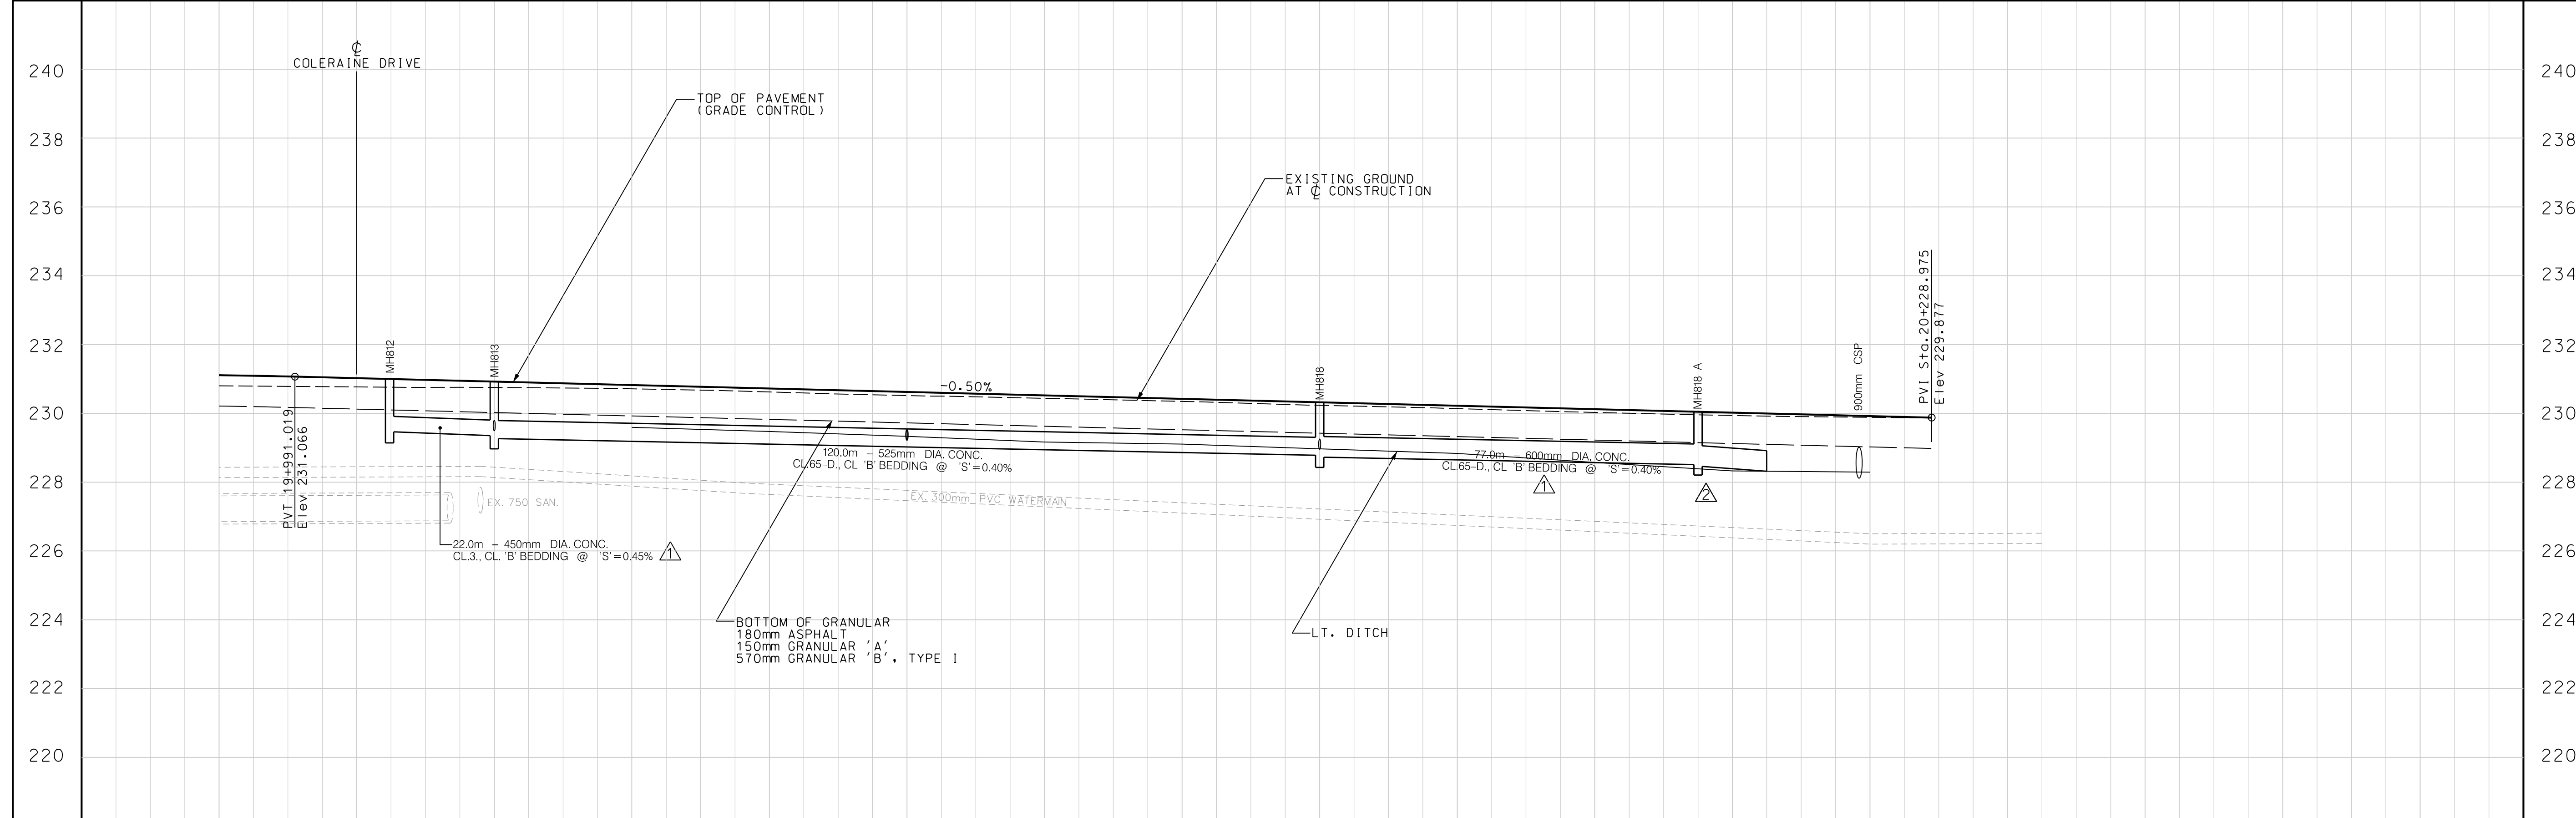 ℄
COLERAINE DRIVE
240
240
TOP OF PAVEMENT
(GRADE CONTROL)
238
238
EXISTING GROUND
AT ℄ CONSTRUCTION
236
236
234
234
PVI Sta.20+228.975
Elev 229.877
232
232
MH812
MH813
MH818
MH818 A
900mm CSP
-0.50%
230
230
PVT 19+991.019
Elev 231.066
120.0m – 525mm DIA. CONC.
CL.65–D., CL 'B' BEDDING @ 'S'=0.40%
77.0m – 600mm DIA. CONC.
CL.65–D., CL 'B' BEDDING @ 'S'=0.40%
1
2
228
228
EX. 750 SAN.
EX. 300mm PVC WATERMAIN
22.0m – 450mm DIA. CONC.
CL.3., CL. 'B' BEDDING @ 'S'=0.45%
1
226
226
224
224
BOTTOM OF GRANULAR
180mm ASPHALT
150mm GRANULAR 'A'
570mm GRANULAR 'B', TYPE I
LT. DITCH
222
222
220
220